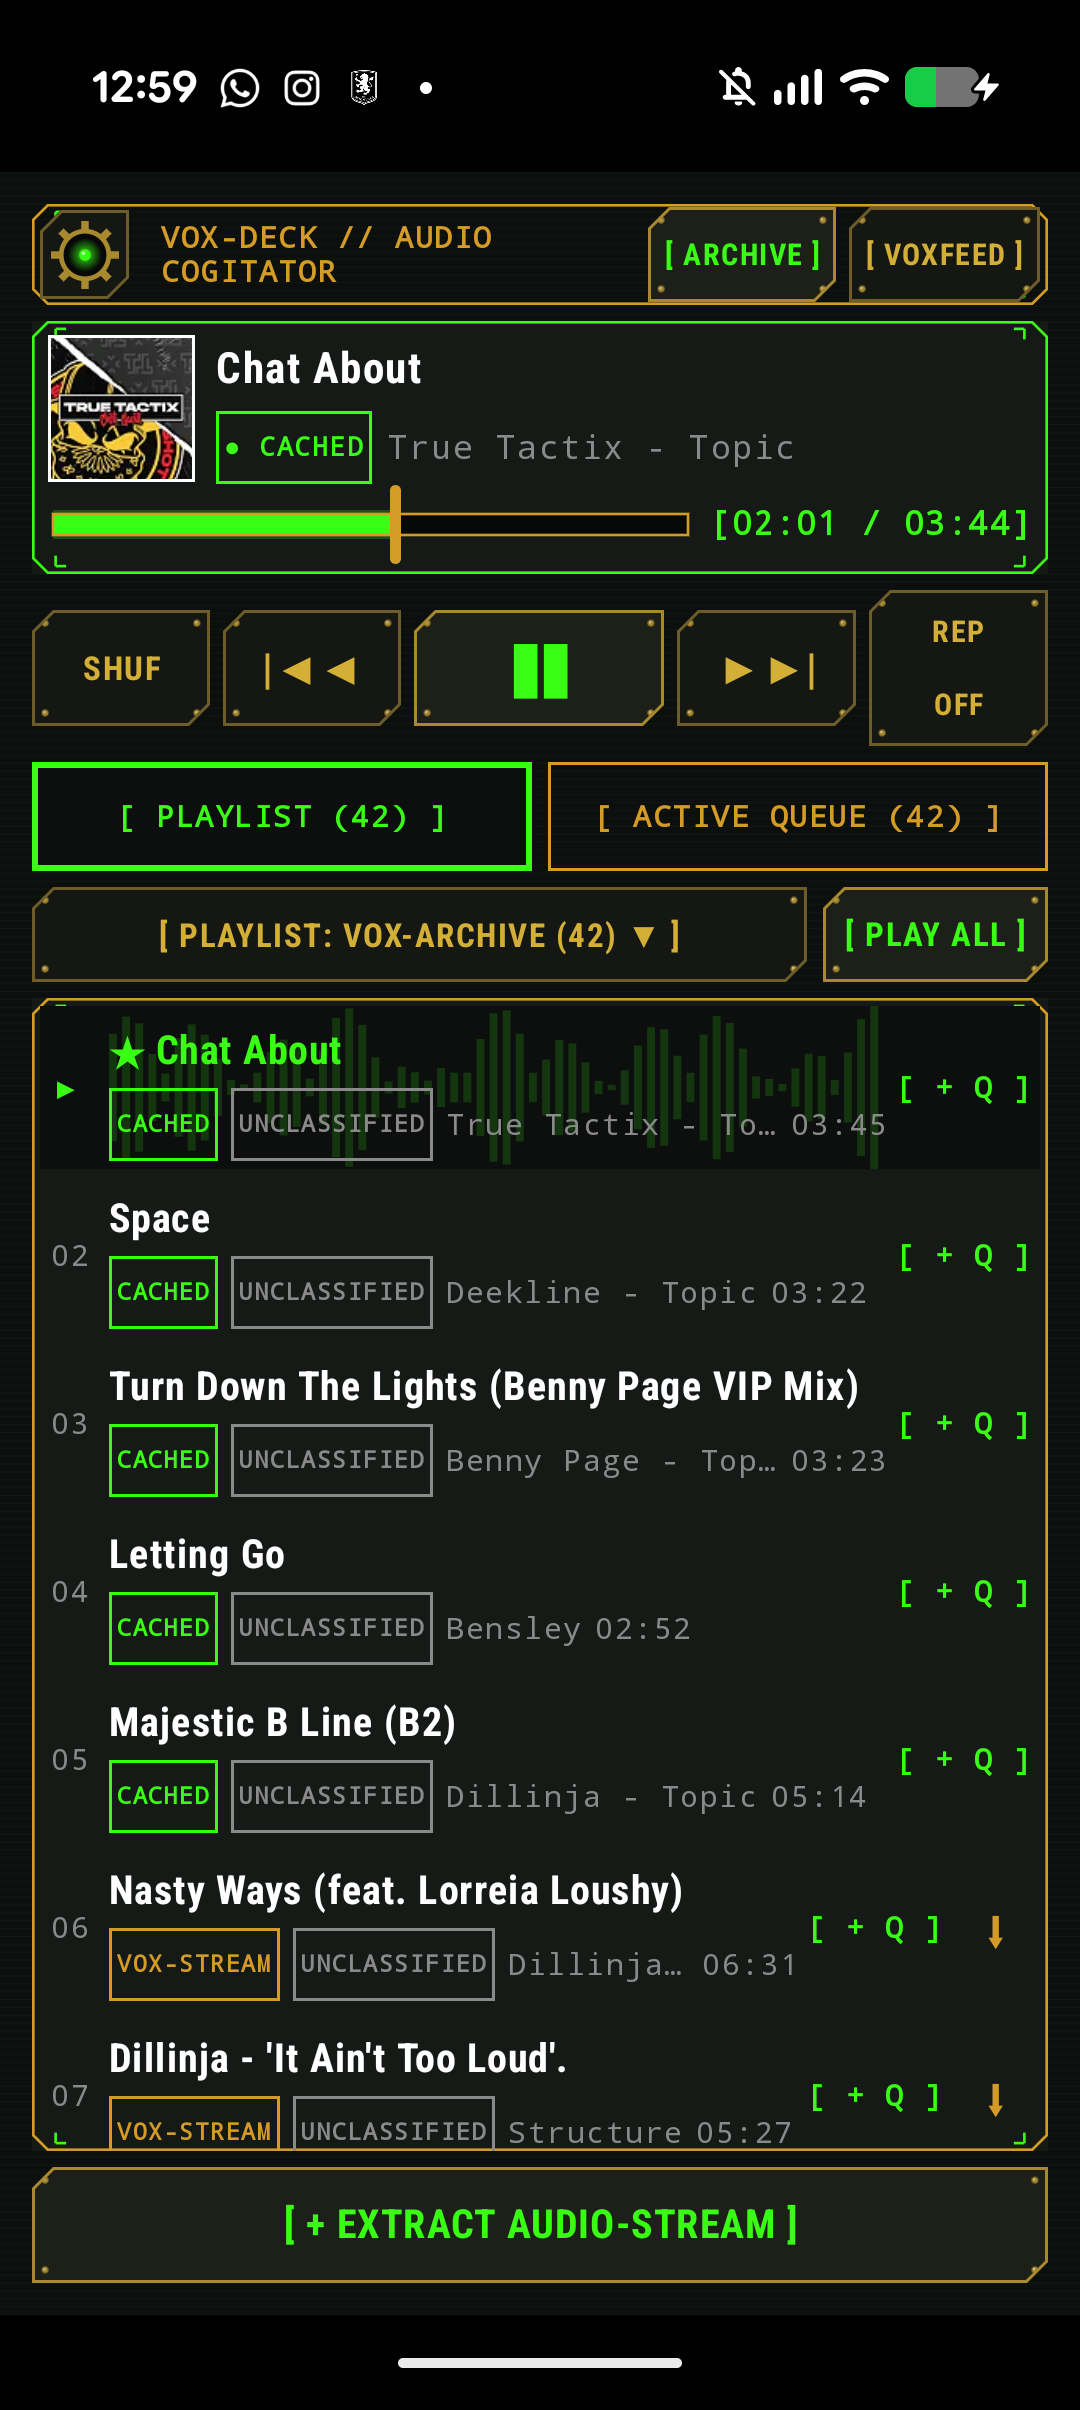 12:59
VOX-DECK // AUDIO
COGITATOR
[ ARCHIVE ]
[ VOXFEED ]
TRUE TACTIX
Chat About
• CACHED
True Tactix - Topic
[02:01 / 03:44]
SHUF
|◀◀
▶▶|
REP
OFF
[ PLAYLIST (42) ]
[ ACTIVE QUEUE (42) ]
[ PLAYLIST: VOX-ARCHIVE (42) ▼ ]
[ PLAY ALL ]
▶
★ Chat About
CACHED UNCLASSIFIED True Tactix - To… 03:45
[ + Q ]
02
Space
CACHED UNCLASSIFIED Deekline - Topic 03:22
[ + Q ]
03
Turn Down The Lights (Benny Page VIP Mix)
CACHED UNCLASSIFIED Benny Page - Top… 03:23
[ + Q ]
04
Letting Go
CACHED UNCLASSIFIED Bensley 02:52
[ + Q ]
05
Majestic B Line (B2)
CACHED UNCLASSIFIED Dillinja - Topic 05:14
[ + Q ]
06
Nasty Ways (feat. Lorreia Loushy)
VOX-STREAM UNCLASSIFIED Dillinja… 06:31
[ + Q ]
07
Dillinja - 'It Ain't Too Loud'.
VOX-STREAM UNCLASSIFIED Structure 05:27
[ + Q ]
[ + EXTRACT AUDIO-STREAM ]